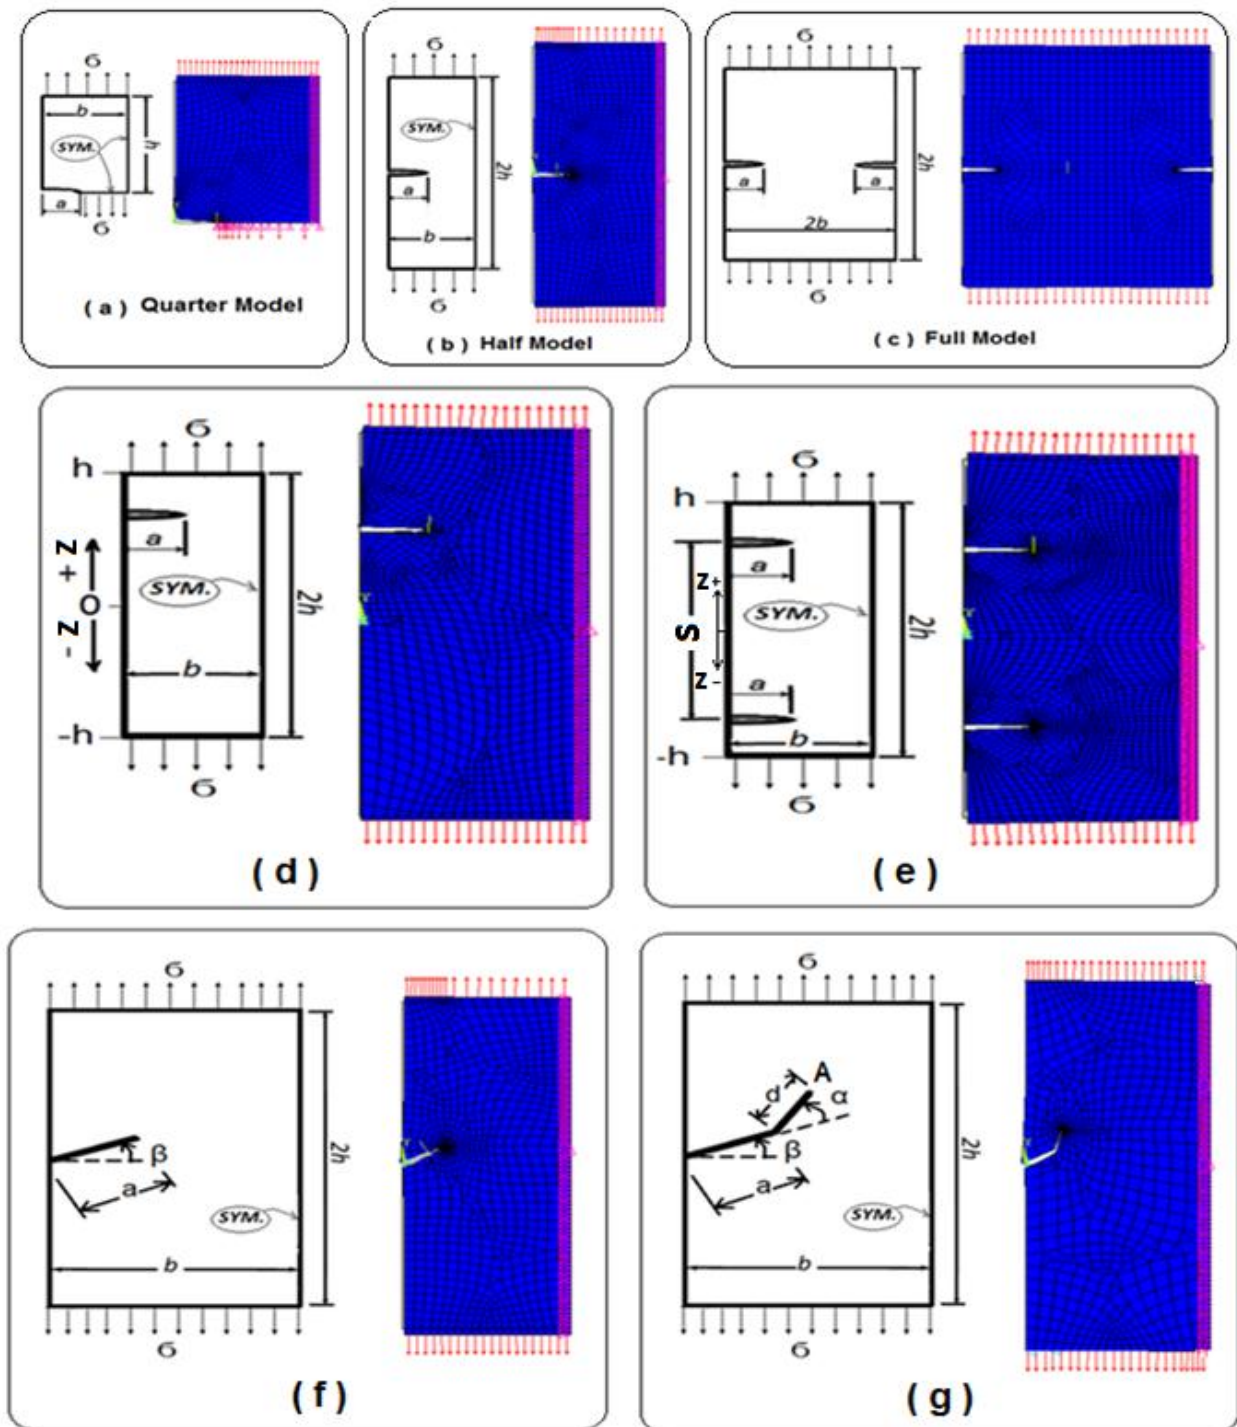 σ
b
SYM.
h
a
σ
( a ) Quarter Model
σ
SYM.
2h
a
b
σ
( b ) Half Model
σ
2h
a
a
2b
σ
( c ) Full Model
σ
h
a
+ Z
SYM.
O
2h
- Z
b
-h
σ
( d )
σ
h
a
Z+
SYM.
2h
S
Z-
a
b
-h
σ
( e )
σ
2h
β
a
SYM.
b
σ
( f )
σ
A
d
α
β
2h
a
SYM.
b
σ
( g )